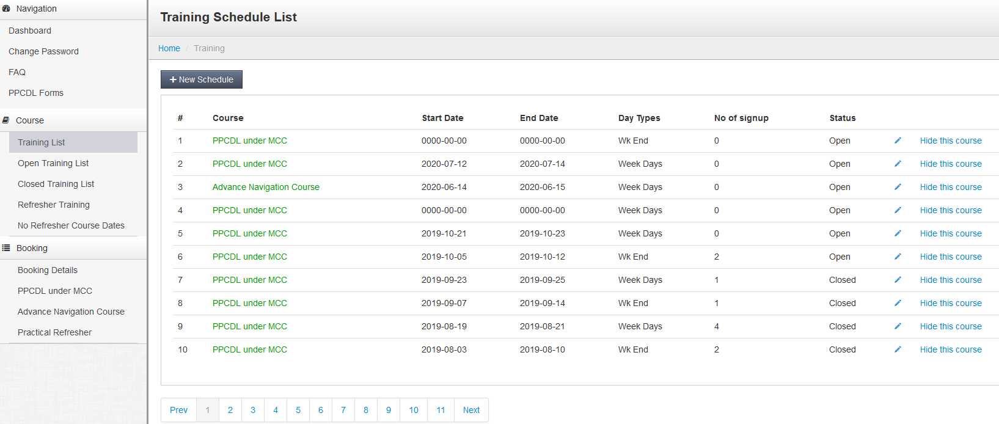 Navigation
Dashboard
Change Password
FAQ
PPCDL Forms
Course
Training List
Open Training List
Closed Training List
Refresher Training
No Refresher Course Dates
Booking
Booking Details
PPCDL under MCC
Advance Navigation Course
Practical Refresher
Training Schedule List
Home / Training
+ New Schedule
# Course Start Date End Date Day Types No of signup Status
1 PPCDL under MCC 0000-00-00 0000-00-00 Wk End 0 Open Hide this course
2 PPCDL under MCC 2020-07-12 2020-07-14 Week Days 0 Open Hide this course
3 Advance Navigation Course 2020-06-14 2020-06-15 Week Days 0 Open Hide this course
4 PPCDL under MCC 0000-00-00 0000-00-00 Week Days 0 Open Hide this course
5 PPCDL under MCC 2019-10-21 2019-10-23 Week Days 0 Open Hide this course
6 PPCDL under MCC 2019-10-05 2019-10-12 Wk End 2 Open Hide this course
7 PPCDL under MCC 2019-09-23 2019-09-25 Week Days 1 Closed Hide this course
8 PPCDL under MCC 2019-09-07 2019-09-14 Wk End 1 Closed Hide this course
9 PPCDL under MCC 2019-08-19 2019-08-21 Week Days 4 Closed Hide this course
10 PPCDL under MCC 2019-08-03 2019-08-10 Wk End 2 Closed Hide this course
Prev 1 2 3 4 5 6 7 8 9 10 11 Next